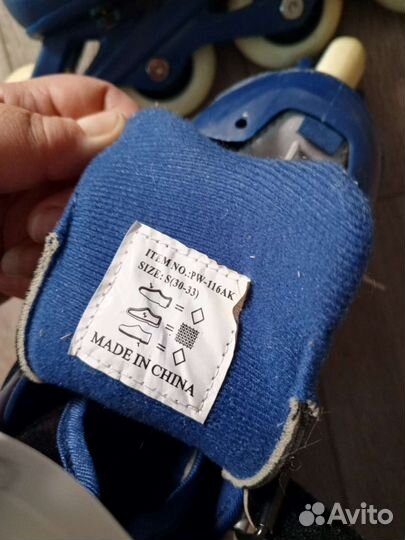 ITEM NO.:PW-116AK
SIZE: S(30-33)
=
=
=
MADE IN CHINA
Avito